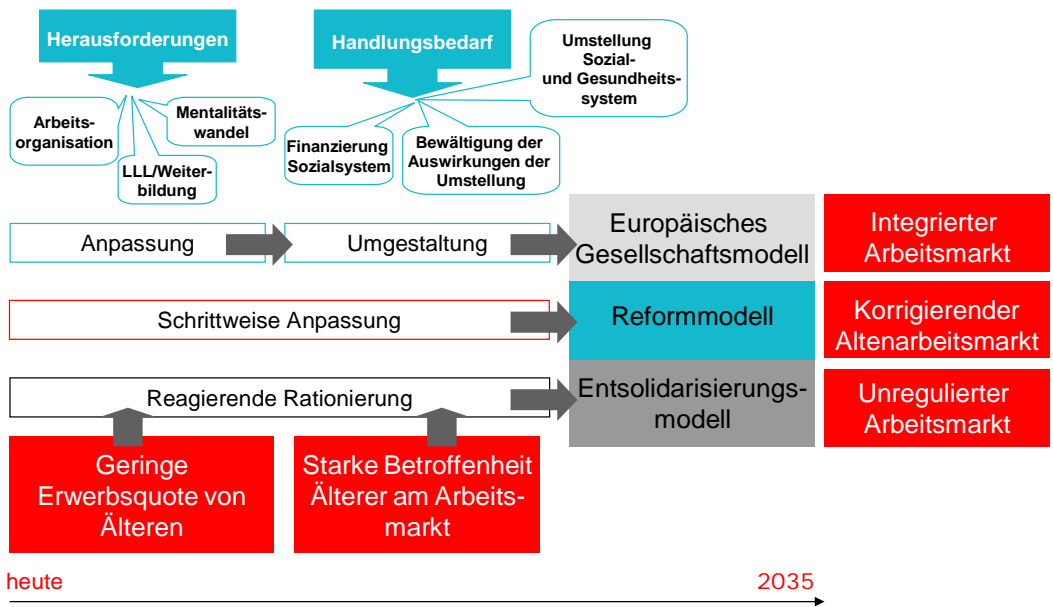 Herausforderungen
Handlungsbedarf
Umstellung
Sozial-
und Gesundheits-
system
Arbeits-
organisation
Mentalitäts-
wandel
LLL/Weiter-
bildung
Finanzierung
Sozialsystem
Bewältigung der
Auswirkungen der
Umstellung
Anpassung
Umgestaltung
Europäisches
Gesellschaftsmodell
Integrierter
Arbeitsmarkt
Schrittweise Anpassung
Reformmodell
Korrigierender
Altenarbeitsmarkt
Reagierende Rationierung
Entsolidarisierungs-
modell
Unregulierter
Arbeitsmarkt
Geringe
Erwerbsquote von
Älteren
Starke Betroffenheit
Älterer am Arbeits-
markt
heute
2035